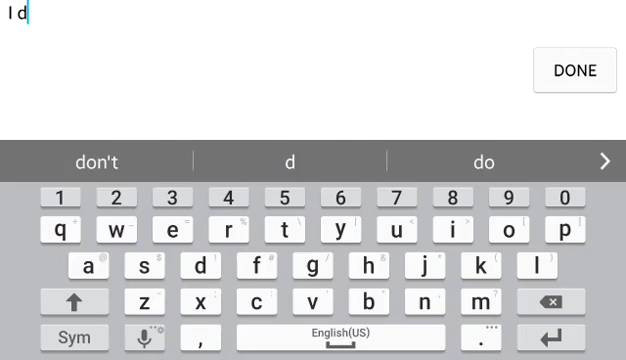 I d
DONE
don't d do
1 2 3 4 5 6 7 8 9 0
q + w - e = r % t \ y | u < i > o [ p ]
a @ s $ d ! f # g / h & j * k ( l )
z x c v b n m ?
Sym , English(US) .